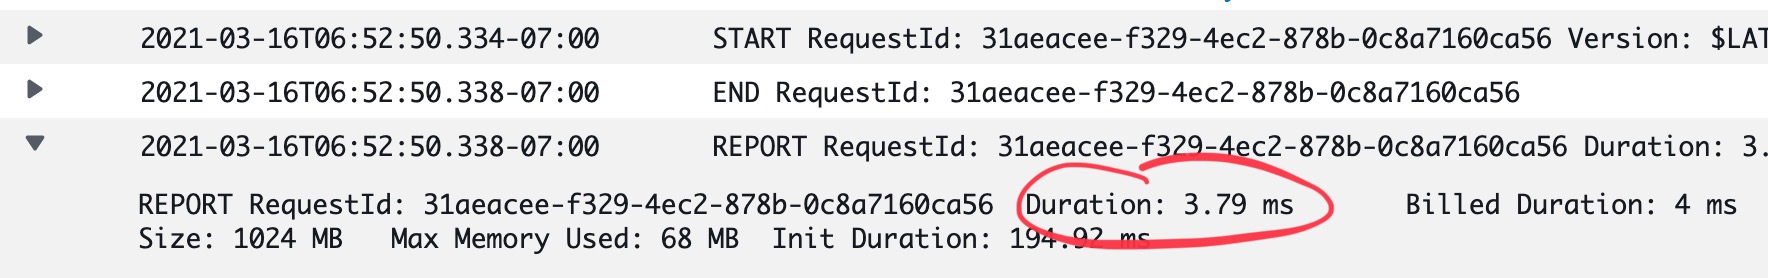 2021-03-16T06:52:50.334-07:00 START RequestId: 31aeacee-f329-4ec2-878b-0c8a7160ca56 Version: $LAT
2021-03-16T06:52:50.338-07:00 END RequestId: 31aeacee-f329-4ec2-878b-0c8a7160ca56
2021-03-16T06:52:50.338-07:00 REPORT RequestId: 31aeacee-f329-4ec2-878b-0c8a7160ca56 Duration: 3.
REPORT RequestId: 31aeacee-f329-4ec2-878b-0c8a7160ca56 Duration: 3.79 ms Billed Duration: 4 ms
Size: 1024 MB Max Memory Used: 68 MB Init Duration: 194.92 ms